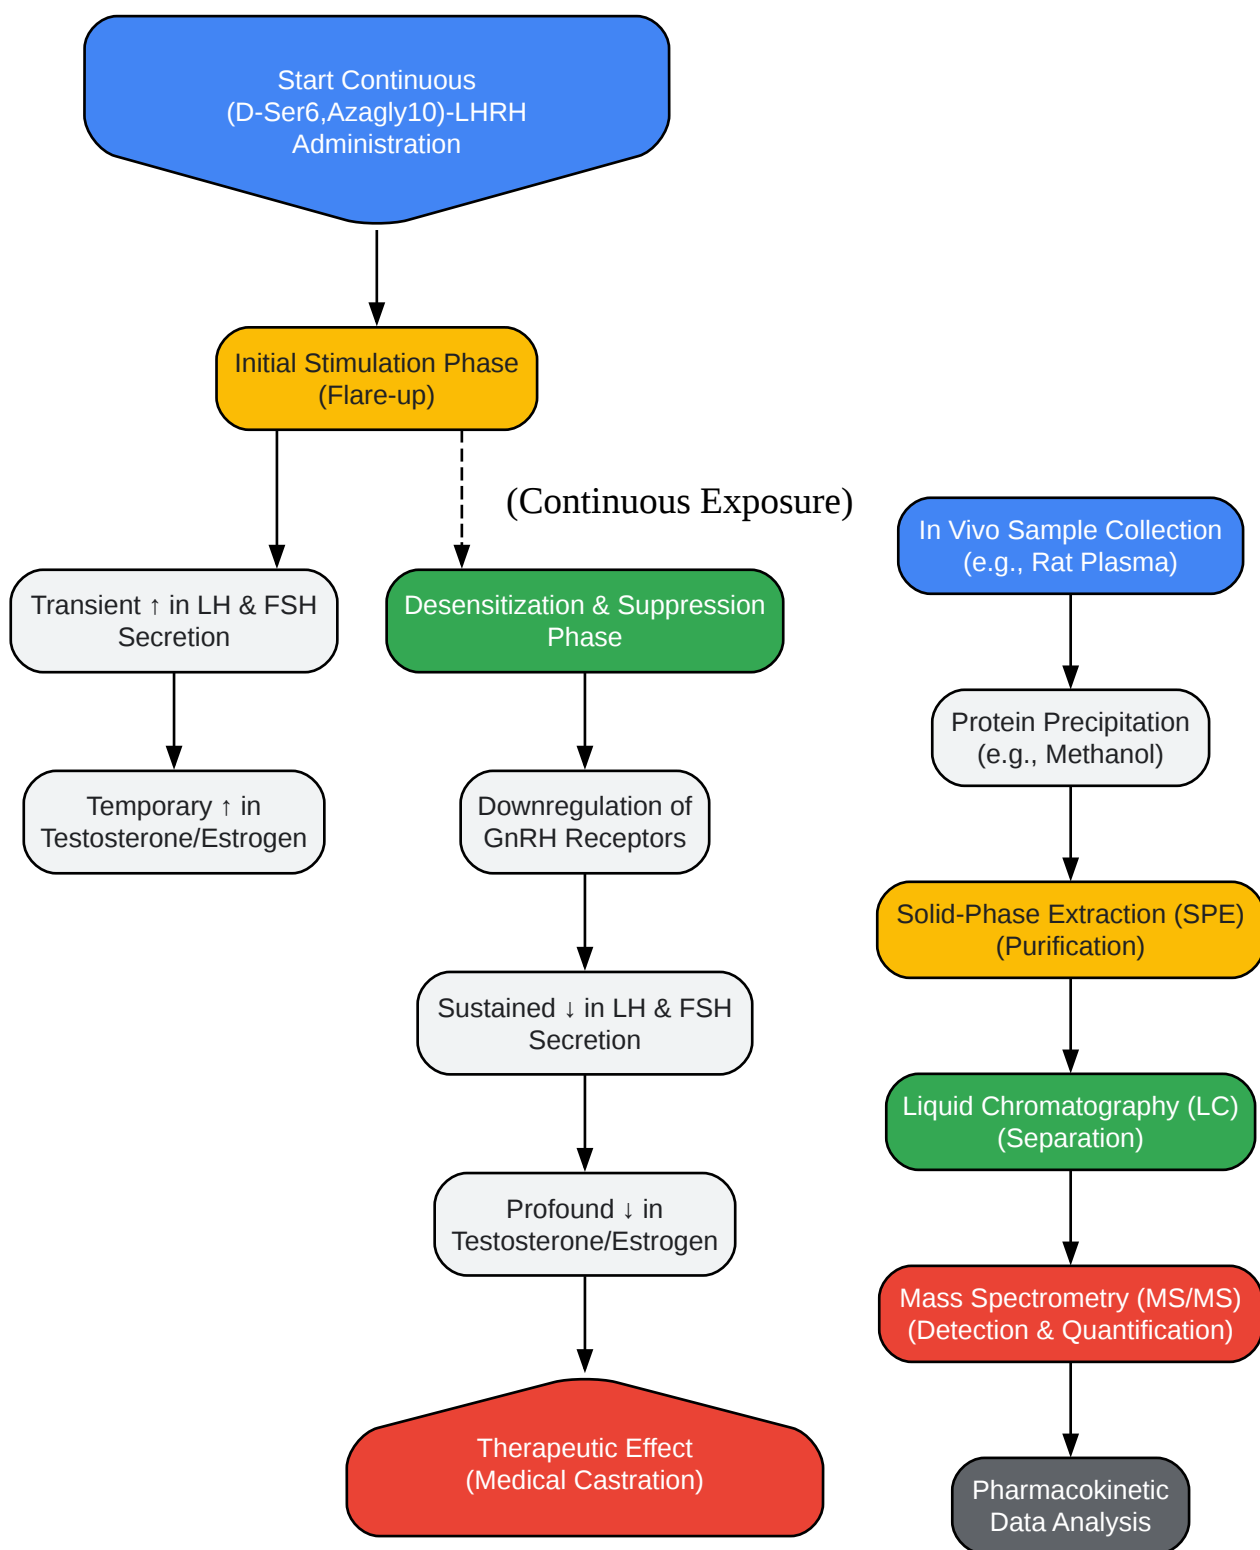 Start Continuous
(D-Ser6,Azagly10)-LHRH
Administration
Initial Stimulation Phase
(Flare-up)
(Continuous Exposure)
Transient ↑ in LH & FSH
Secretion
Temporary ↑ in
Testosterone/Estrogen
Desensitization & Suppression
Phase
Downregulation of
GnRH Receptors
Sustained ↓ in LH & FSH
Secretion
Profound ↓ in
Testosterone/Estrogen
Therapeutic Effect
(Medical Castration)
In Vivo Sample Collection
(e.g., Rat Plasma)
Protein Precipitation
(e.g., Methanol)
Solid-Phase Extraction (SPE)
(Purification)
Liquid Chromatography (LC)
(Separation)
Mass Spectrometry (MS/MS)
(Detection & Quantification)
Pharmacokinetic
Data Analysis